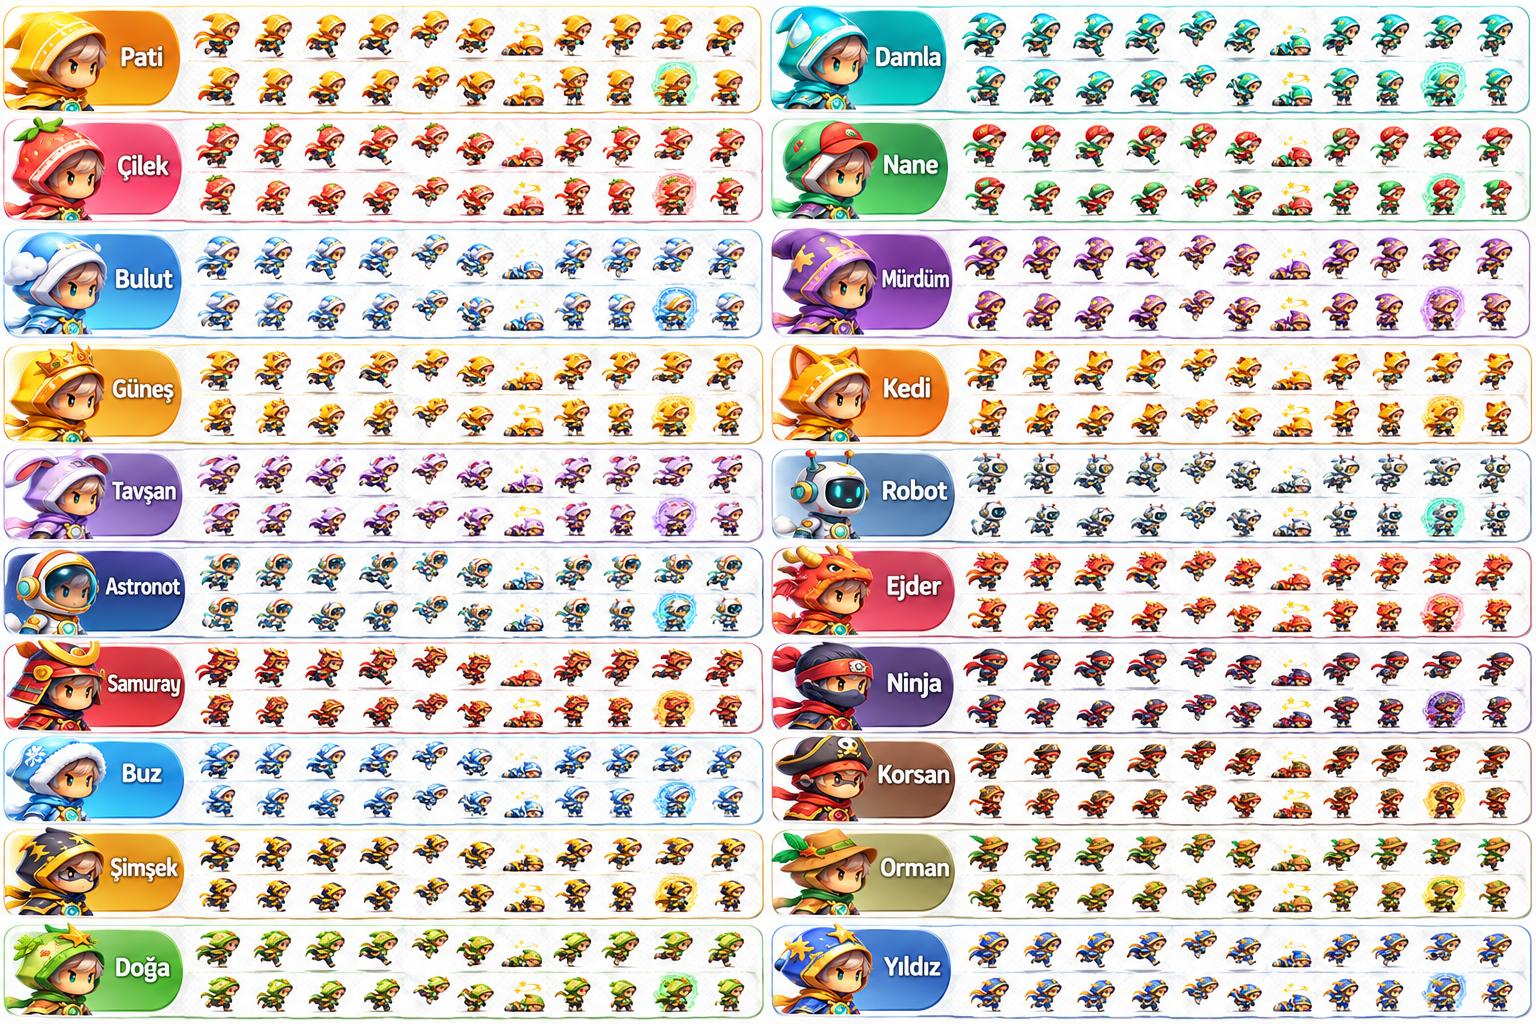 Pati
Damla
Çilek
Nane
Bulut
Mürdüm
Güneş
Kedi
Tavşan
Robot
Astronot
Ejder
Samuray
Ninja
Buz
Korsan
Şimşek
Orman
Doğa
Yıldız